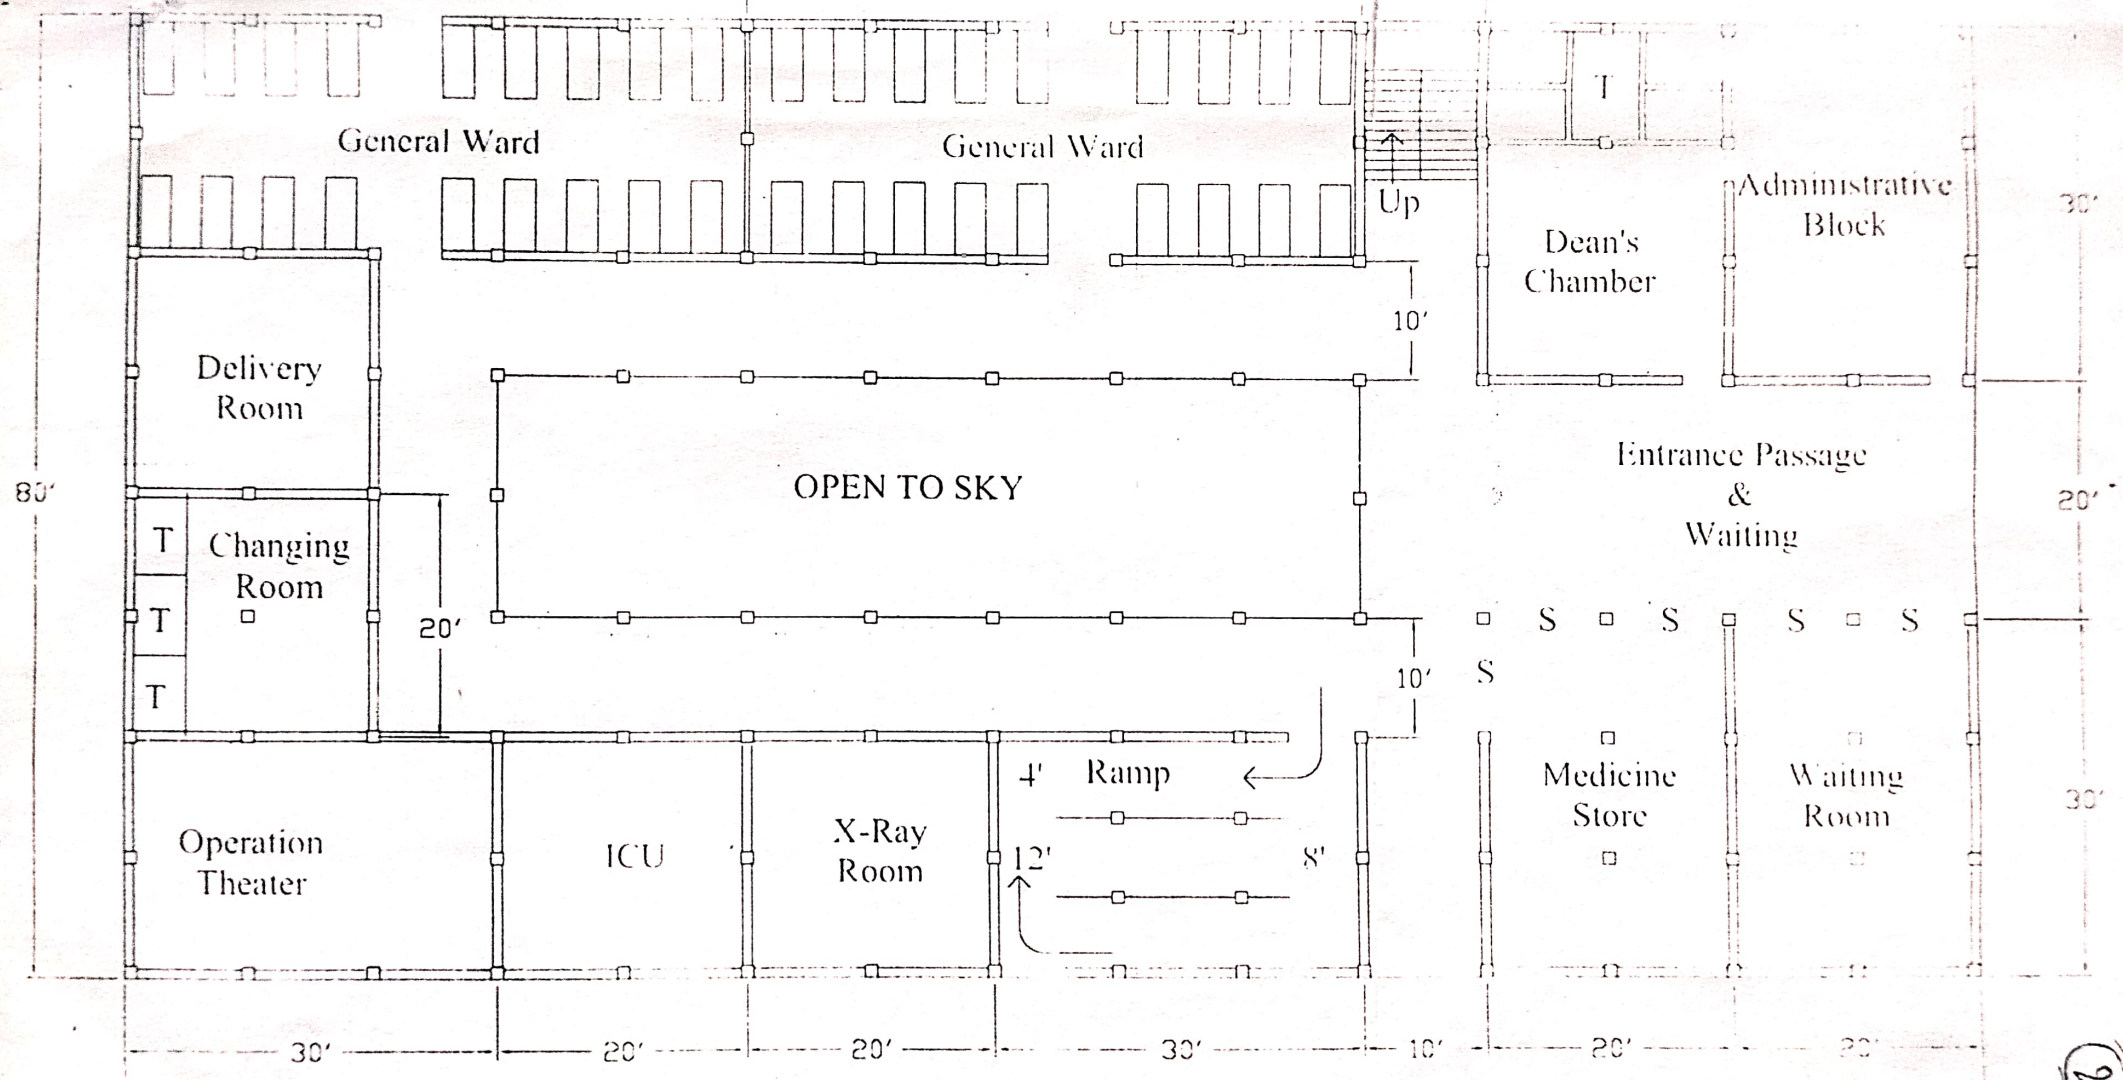 T
General Ward
General Ward
Up
Administrative
Block
30'
Dean's
Chamber
10'
Delivery
Room
Entrance Passage
&
Waiting
80'
OPEN TO SKY
20'
T
Changing
Room
T
20'
S
S
S
S
T
10'
S
4'
Ramp
Medicine
Store
Waiting
Room
30'
Operation
Theater
ICU
X-Ray
Room
12'
8'
30'
20'
20'
30'
10'
20'
20'